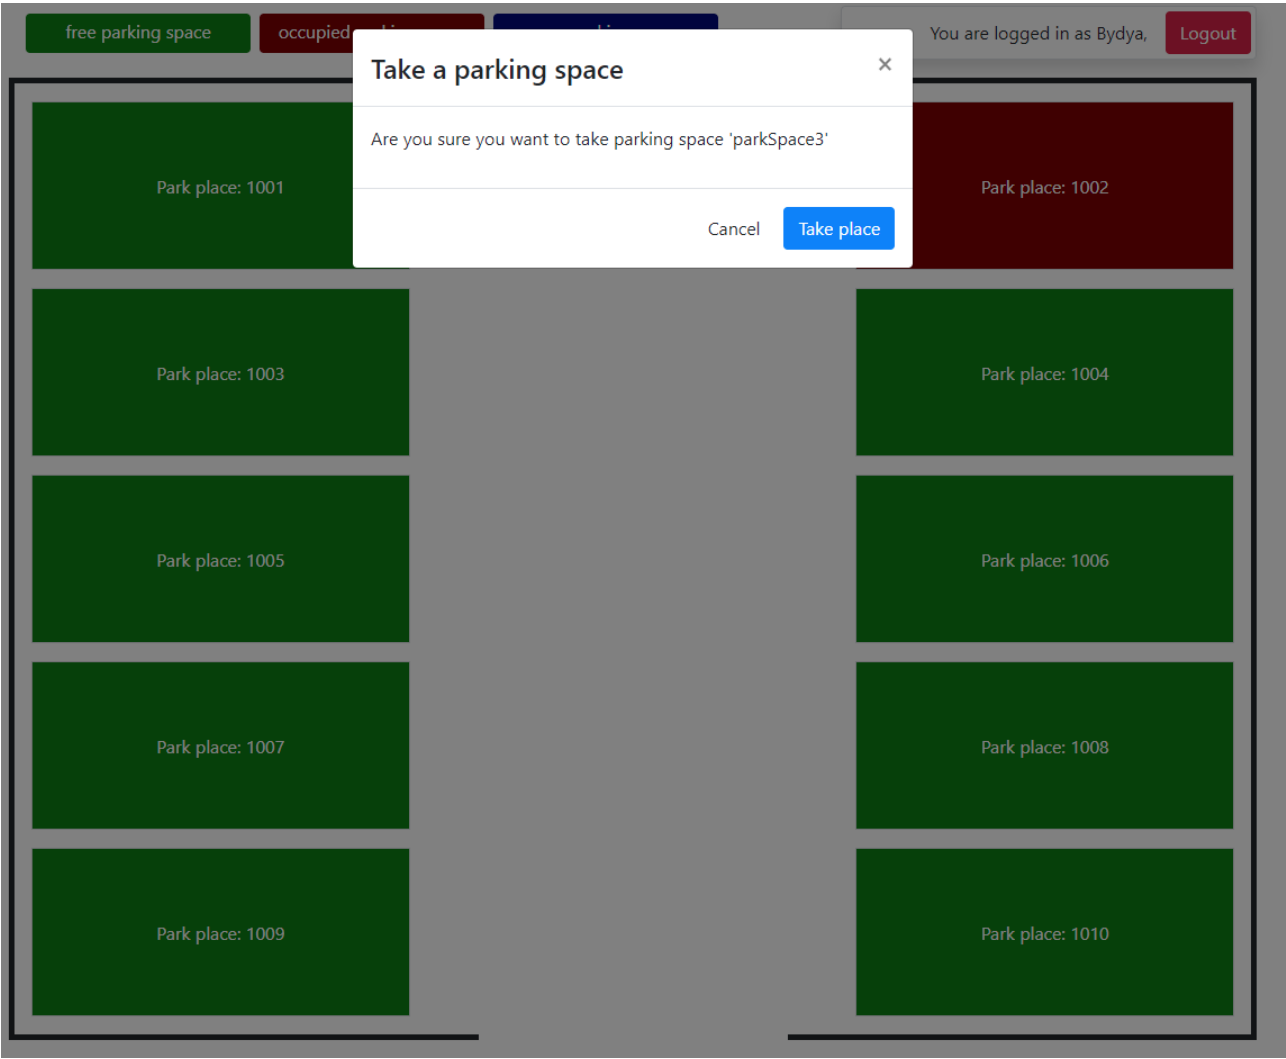 free parking space
occupied
You are logged in as Bydya,
Logout
Take a parking space
×
Are you sure you want to take parking space 'parkSpace3'
Cancel
Take place
Park place: 1001
Park place: 1002
Park place: 1003
Park place: 1004
Park place: 1005
Park place: 1006
Park place: 1007
Park place: 1008
Park place: 1009
Park place: 1010